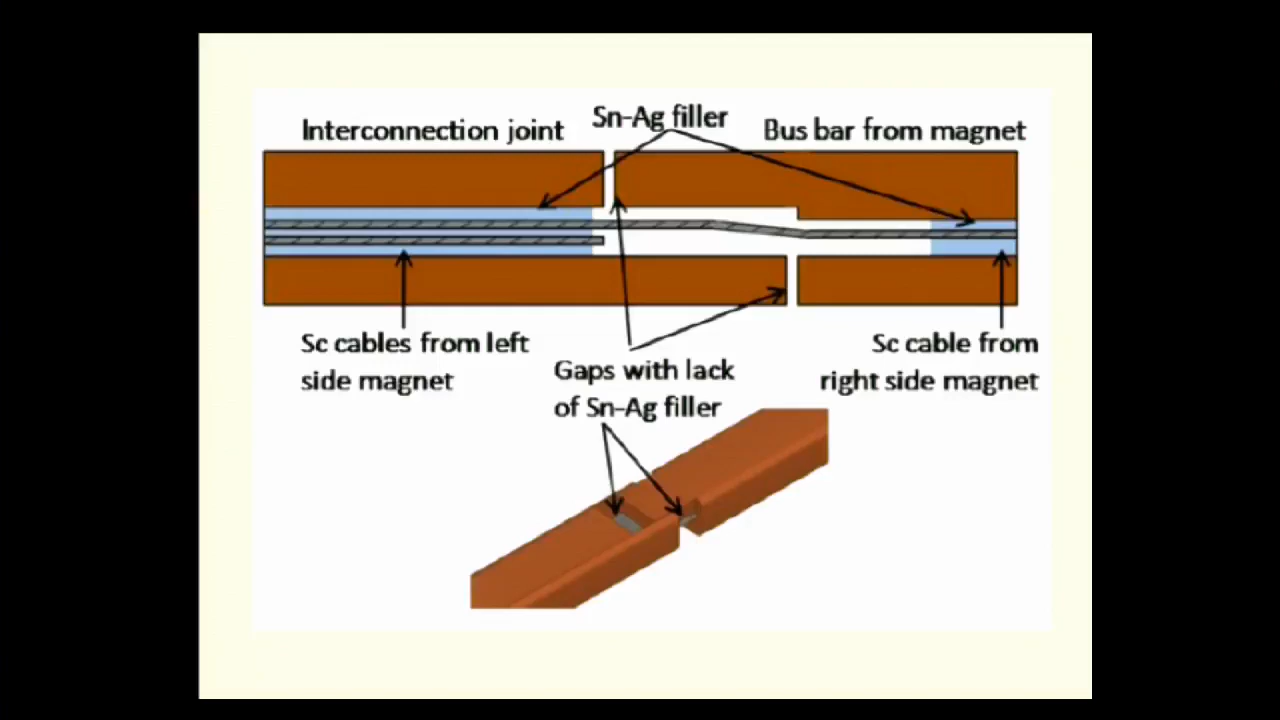 Sn-Ag filler
Interconnection joint
Bus bar from magnet
Sc cables from left
side magnet
Sc cable from
right side magnet
Gaps with lack
of Sn-Ag filler